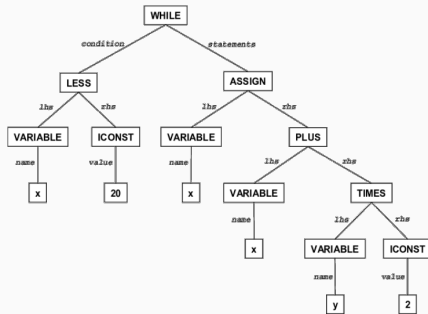 WHILE
condition statements
LESS ASSIGN
lhs rhs lhs rhs
VARIABLE ICONST VARIABLE PLUS
name value name lhs rhs
x 20 x VARIABLE TIMES
name lhs rhs
x VARIABLE ICONST
name value
y 2